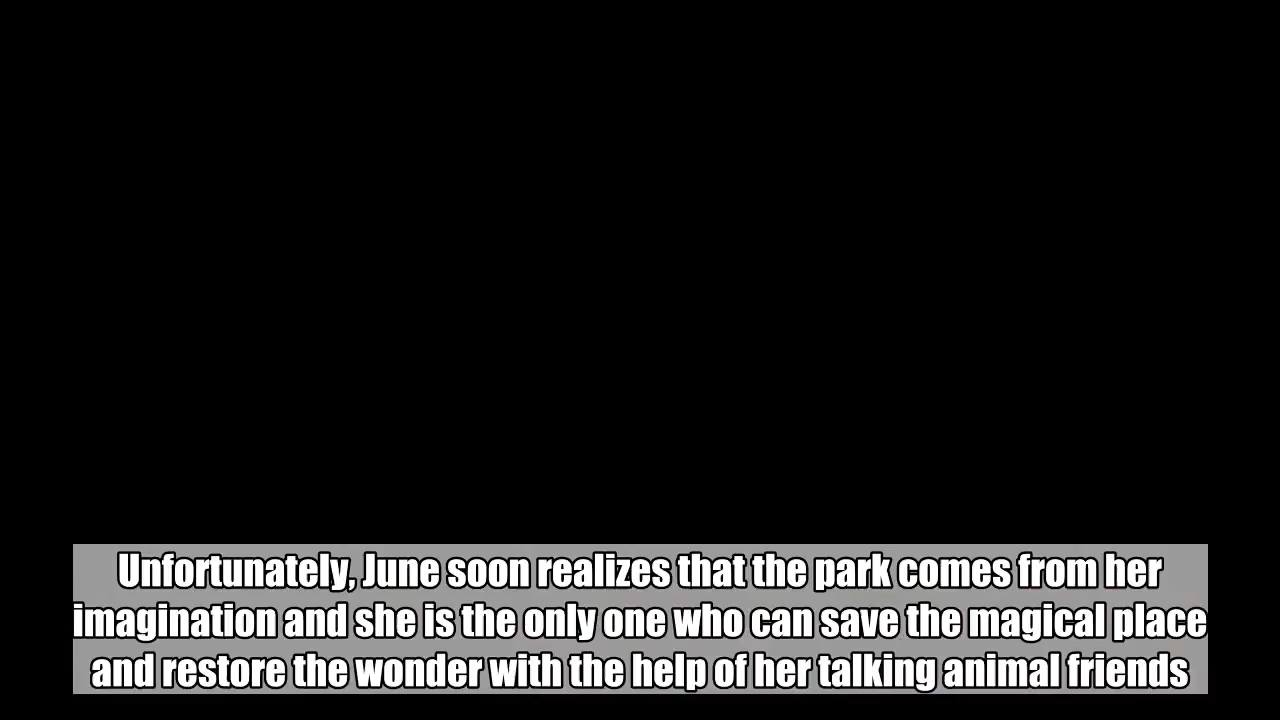 Unfortunately, June soon realizes that the park comes from her
imagination and she is the only one who can save the magical place
and restore the wonder with the help of her talking animal friends